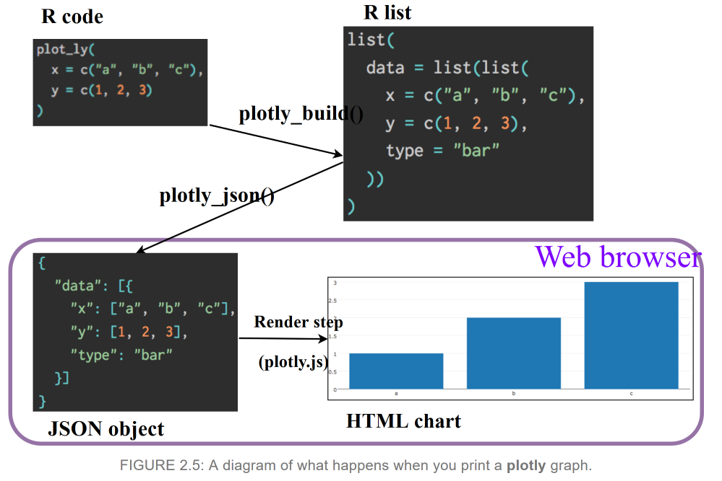 R code
plot_ly(
x = c("a", "b", "c"),
y = c(1, 2, 3)
)
plotly_build()
R list
list(
data = list(list(
x = c("a", "b", "c"),
y = c(1, 2, 3),
type = "bar"
))
)
plotly_json()
Web browser
{
"data": [{
"x": ["a", "b", "c"],
"y": [1, 2, 3],
"type": "bar"
}]
}
JSON object
Render step
(plotly.js)
3
2.5
2
1.5
1
0.5
0
a
b
c
HTML chart
FIGURE 2.5: A diagram of what happens when you print a plotly graph.